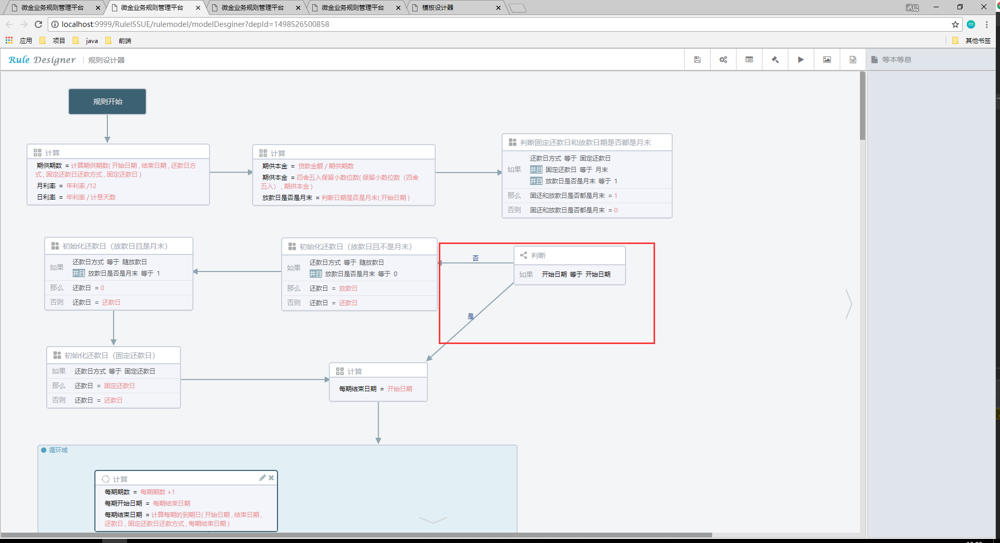 微金业务规则管理平台
微金业务规则管理平台
微金业务规则管理平台
微金业务规则管理平台
模板设计器
涵晨
localhost:9999/RuleISSUE/rulemodel/modelDesginer?depId=1498526500858
m
应用
项目
java
前端
其他书签
Rule Designer
规则设计器
W
等本等息
规则开始
计算
期供期数 = 计算期供期数( 开始日期 , 结束日期 , 还款日方
式 , 固定还款日还款方式 , 固定还款日 )
月利率 = 年利率 /12
日利率 = 年利率 / 计息天数
计算
期供本金 = 贷款金额 / 期供期数
期供本金 = 四舍五入保留小数位数( 保留小数位数（四舍
五入） , 期供本金 )
放款日是否是月末 = 判断日期是否是月末( 开始日期 )
判断固定还款日和放款日期是否都是月末
如果
还款日方式 等于 固定还款日
并且 固定还款日 等于 月末
并且 放款日是否是月末 等于 1
那么 固还和放款日是否都是月末 = 1
否则 固还和放款日是否都是月末 = 0
初始化还款日（放款日且是月末）
如果
还款日方式 等于 随放款日
并且 放款日是否是月末 等于 1
那么 还款日 = 0
否则 还款日 = 还款日
初始化还款日（放款日且不是月末）
如果
还款日方式 等于 随放款日
并且 放款日是否是月末 等于 0
那么 还款日 = 放款日
否则 还款日 = 还款日
否
判断
如果 开始日期 等于 开始日期
是
初始化还款日（固定还款日）
如果 还款日方式 等于 固定还款日
那么 还款日 = 固定还款日
否则 还款日 = 还款日
计算
每期结束日期 = 开始日期
循环域
计算
每期期数 = 每期期数 +1
每期开始日期 = 每期结束日期
每期结束日期 = 计算每期的到期日( 开始日期 , 结束日期 ,
还款日 , 固定还款日还款方式 , 每期结束日期 )